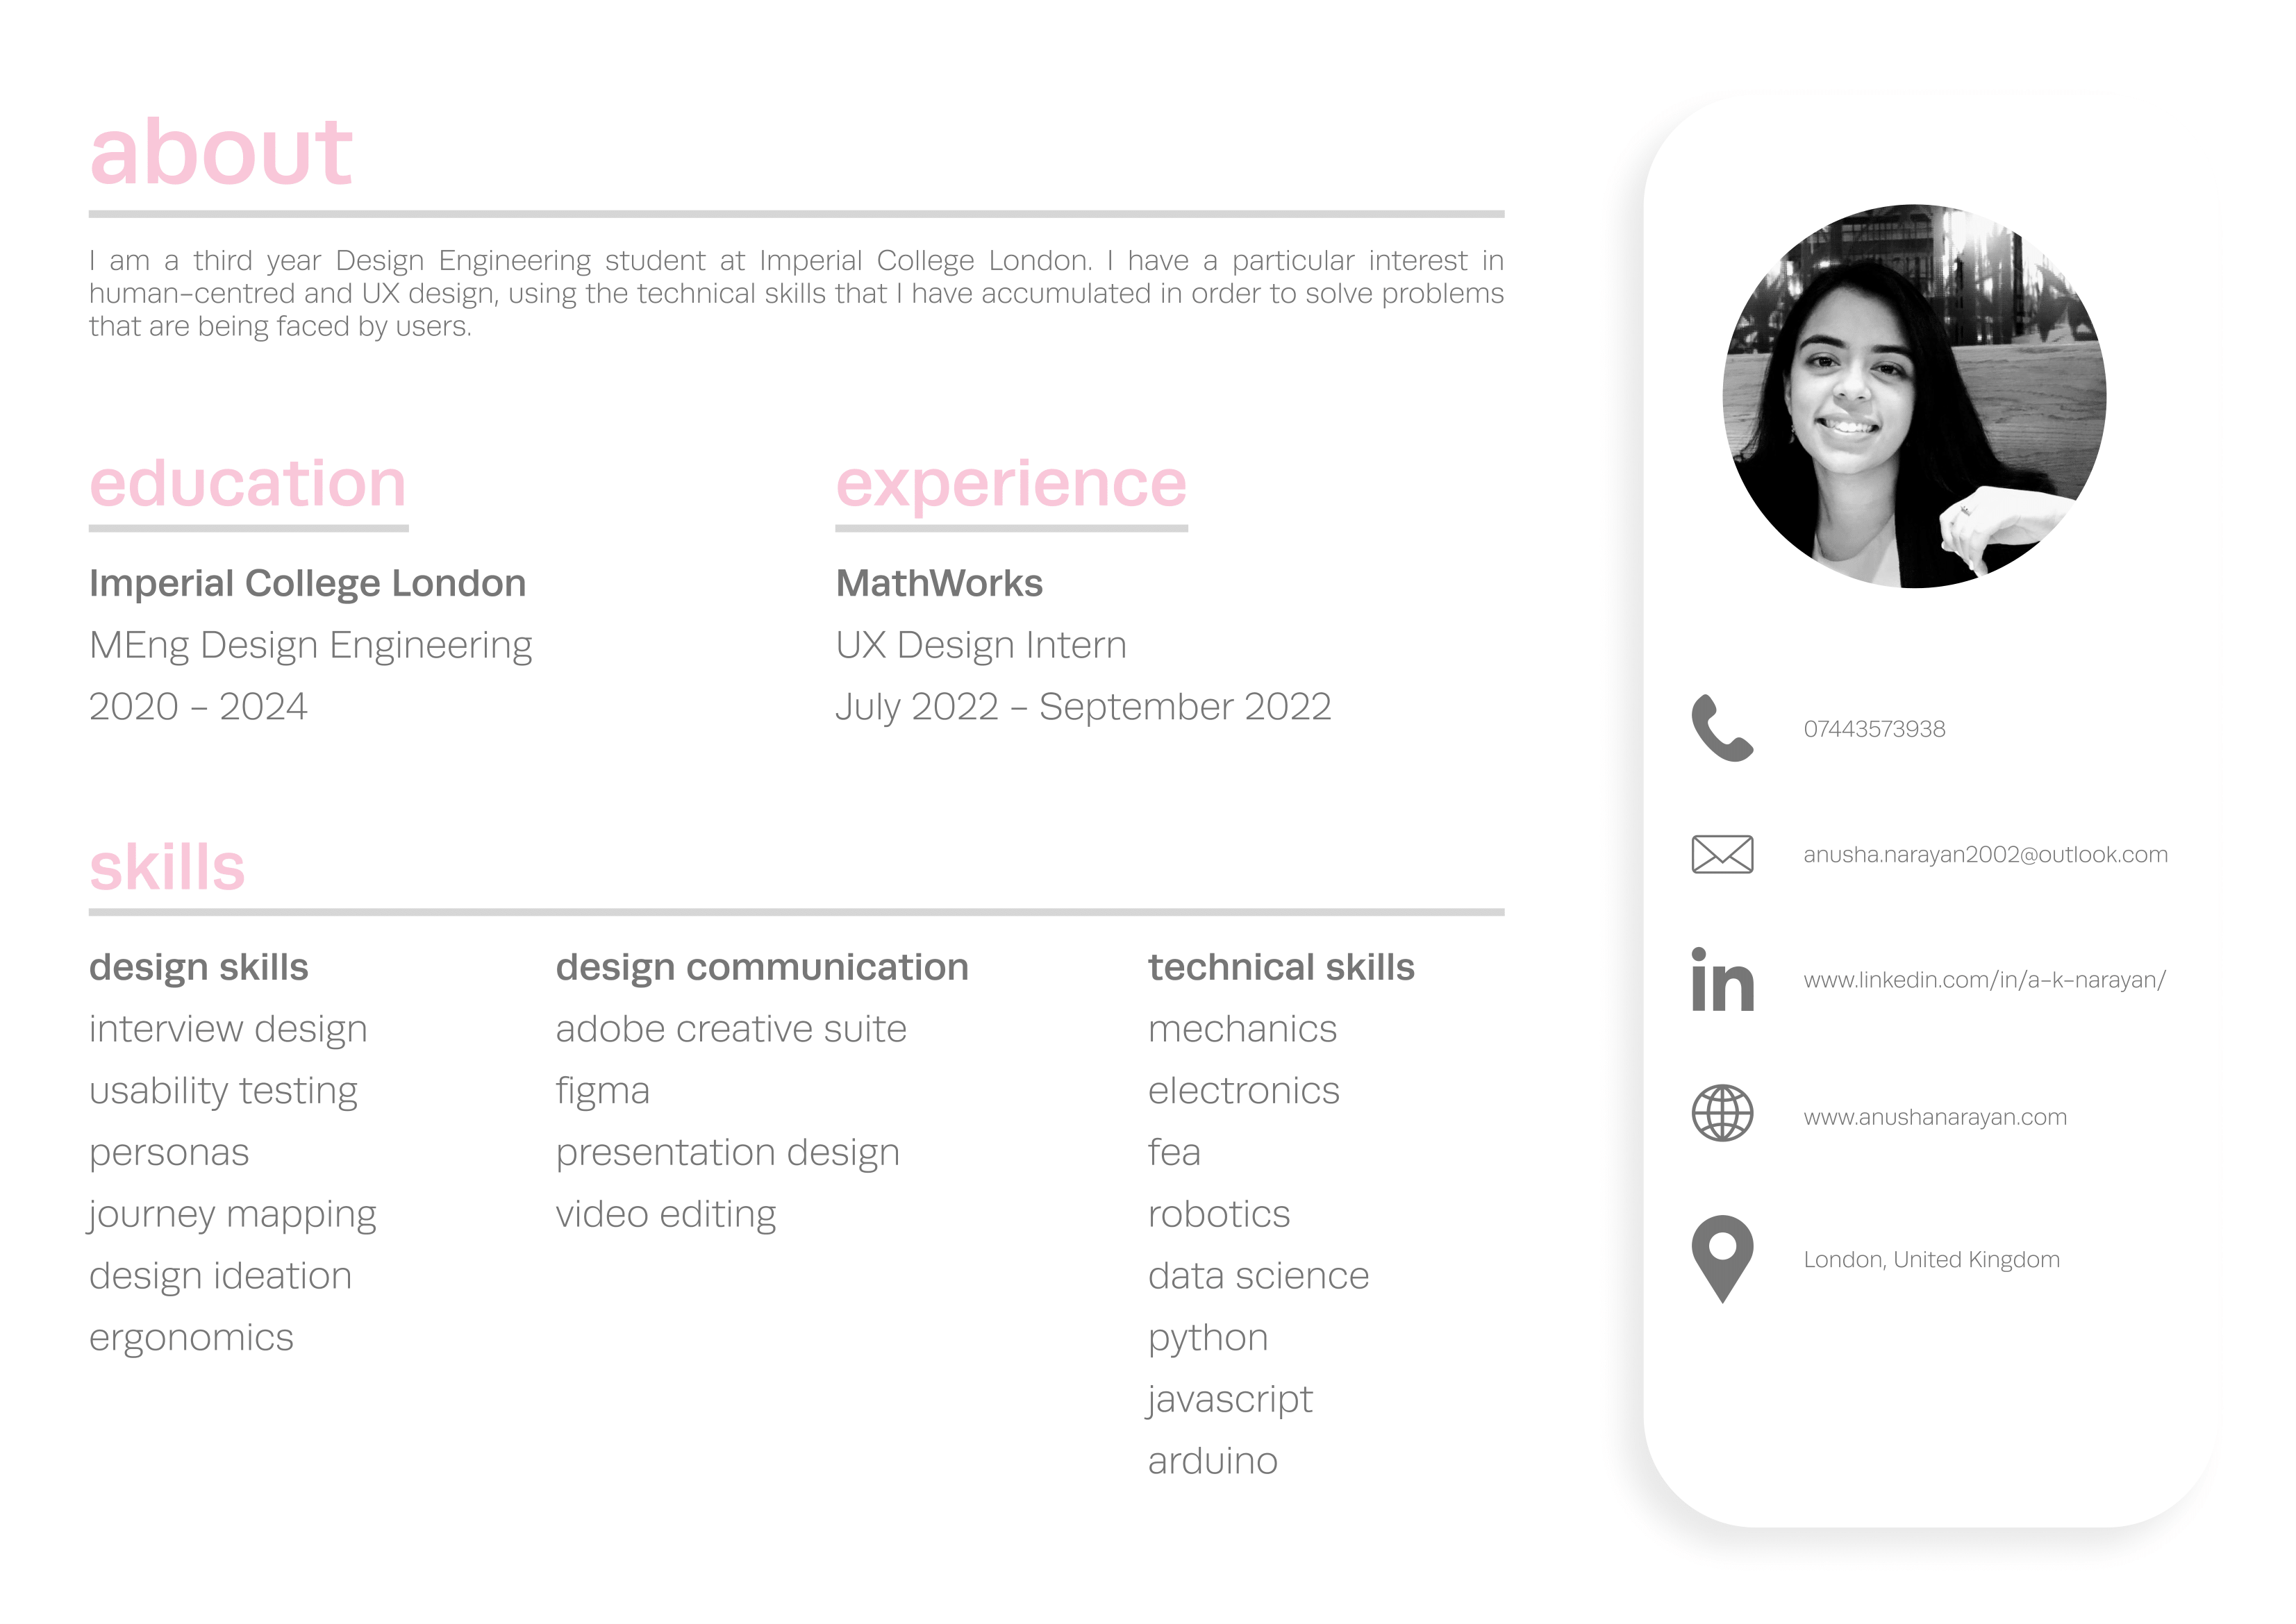 about
I am a third year Design Engineering student at Imperial College London. I have a particular interest in
human-centred and UX design, using the technical skills that I have accumulated in order to solve problems
that are being faced by users.
education
Imperial College London
MEng Design Engineering
2020 - 2024
experience
MathWorks
UX Design Intern
July 2022 - September 2022
skills
design skills
interview design
usability testing
personas
journey mapping
design ideation
ergonomics
design communication
adobe creative suite
figma
presentation design
video editing
technical skills
mechanics
electronics
fea
robotics
data science
python
javascript
arduino
07443573938
anusha.narayan2002@outlook.com
in
www.linkedin.com/in/a-k-narayan/
www.anushanarayan.com
London, United Kingdom